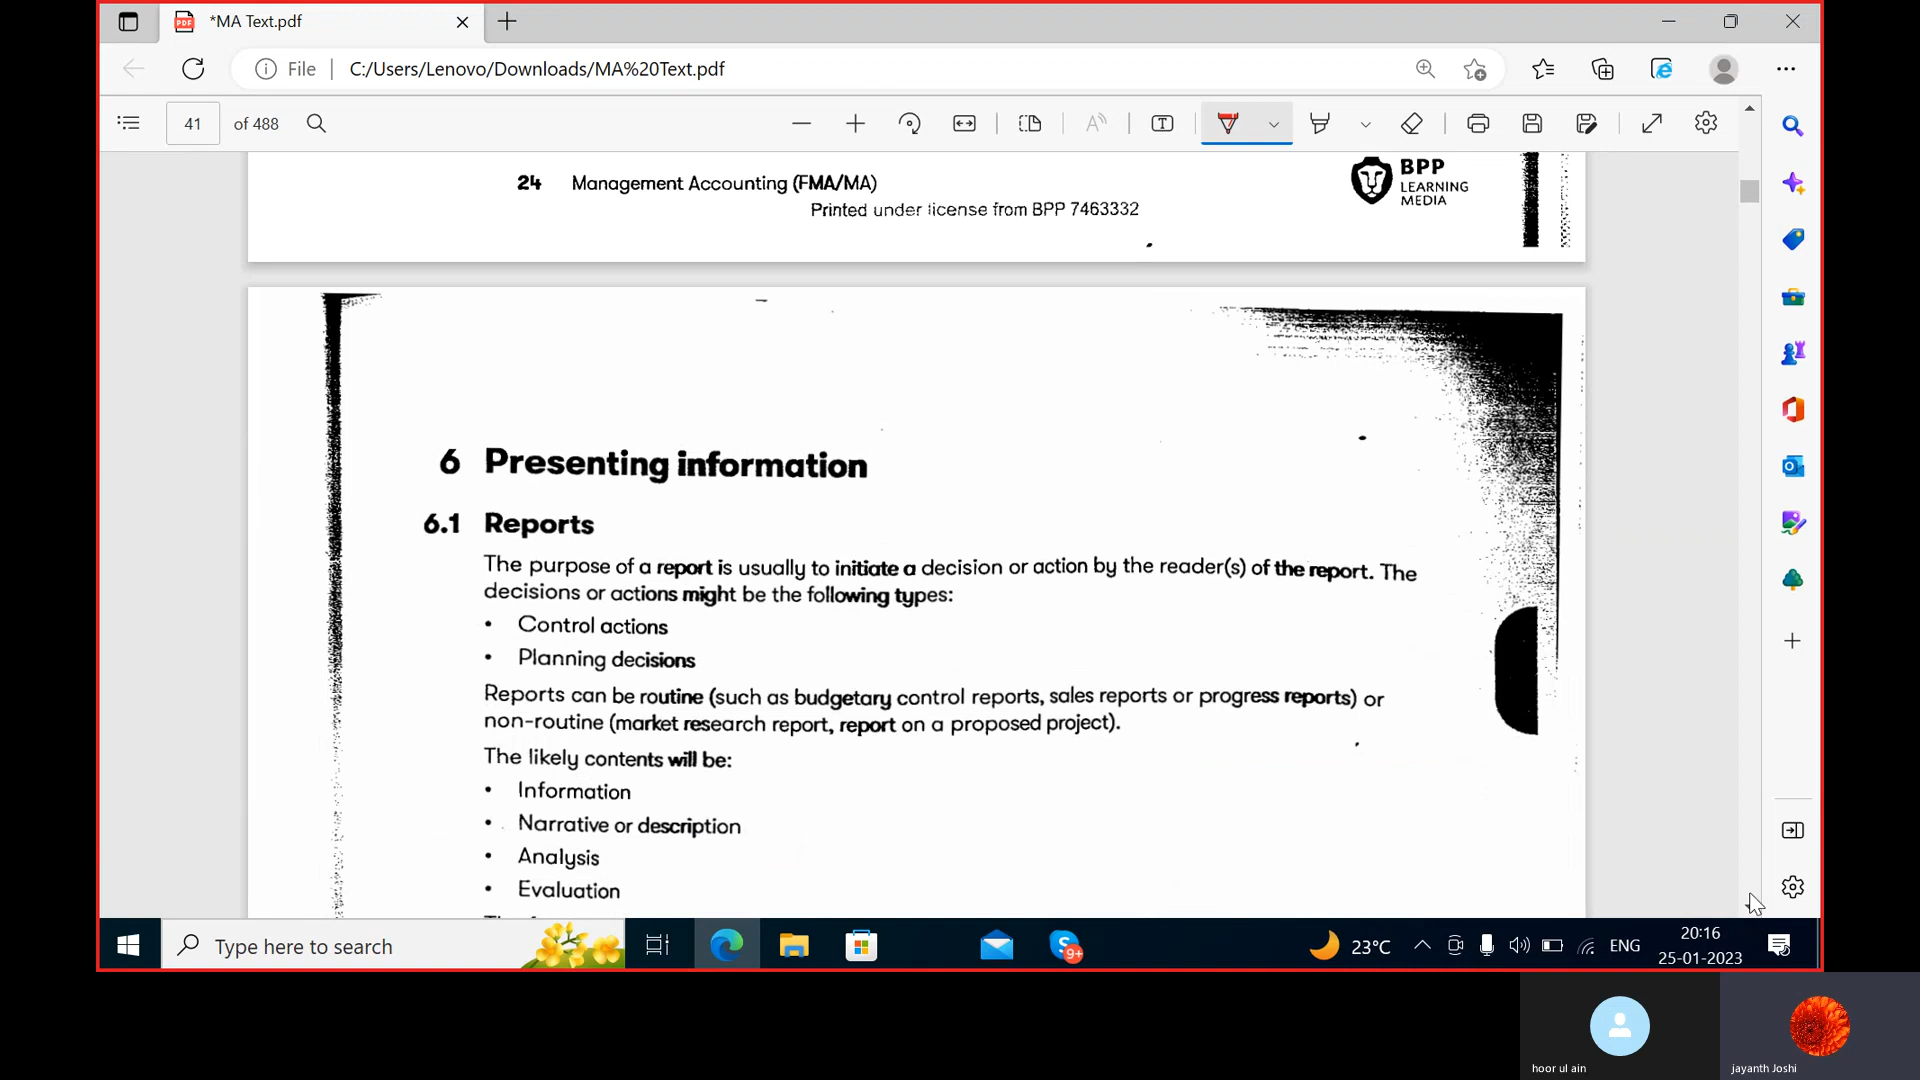 *MA Text.pdf
File
C:/Users/Lenovo/Downloads/MA%20Text.pdf
41 of 488
24 Management Accounting (FMA/MA)
Printed under license from BPP 7463332
BPP
LEARNING
MEDIA
6 Presenting information
6.1 Reports
The purpose of a report is usually to initiate a decision or action by the reader(s) of the report. The
decisions or actions might be the following types:
• Control actions
• Planning decisions
Reports can be routine (such as budgetary control reports, sales reports or progress reports) or
non-routine (market research report, report on a proposed project).
The likely contents will be:
• Information
• Narrative or description
• Analysis
• Evaluation
Type here to search
9+
23°C
ENG
20:16
25-01-2023
hoor ul ain
jayanth Joshi